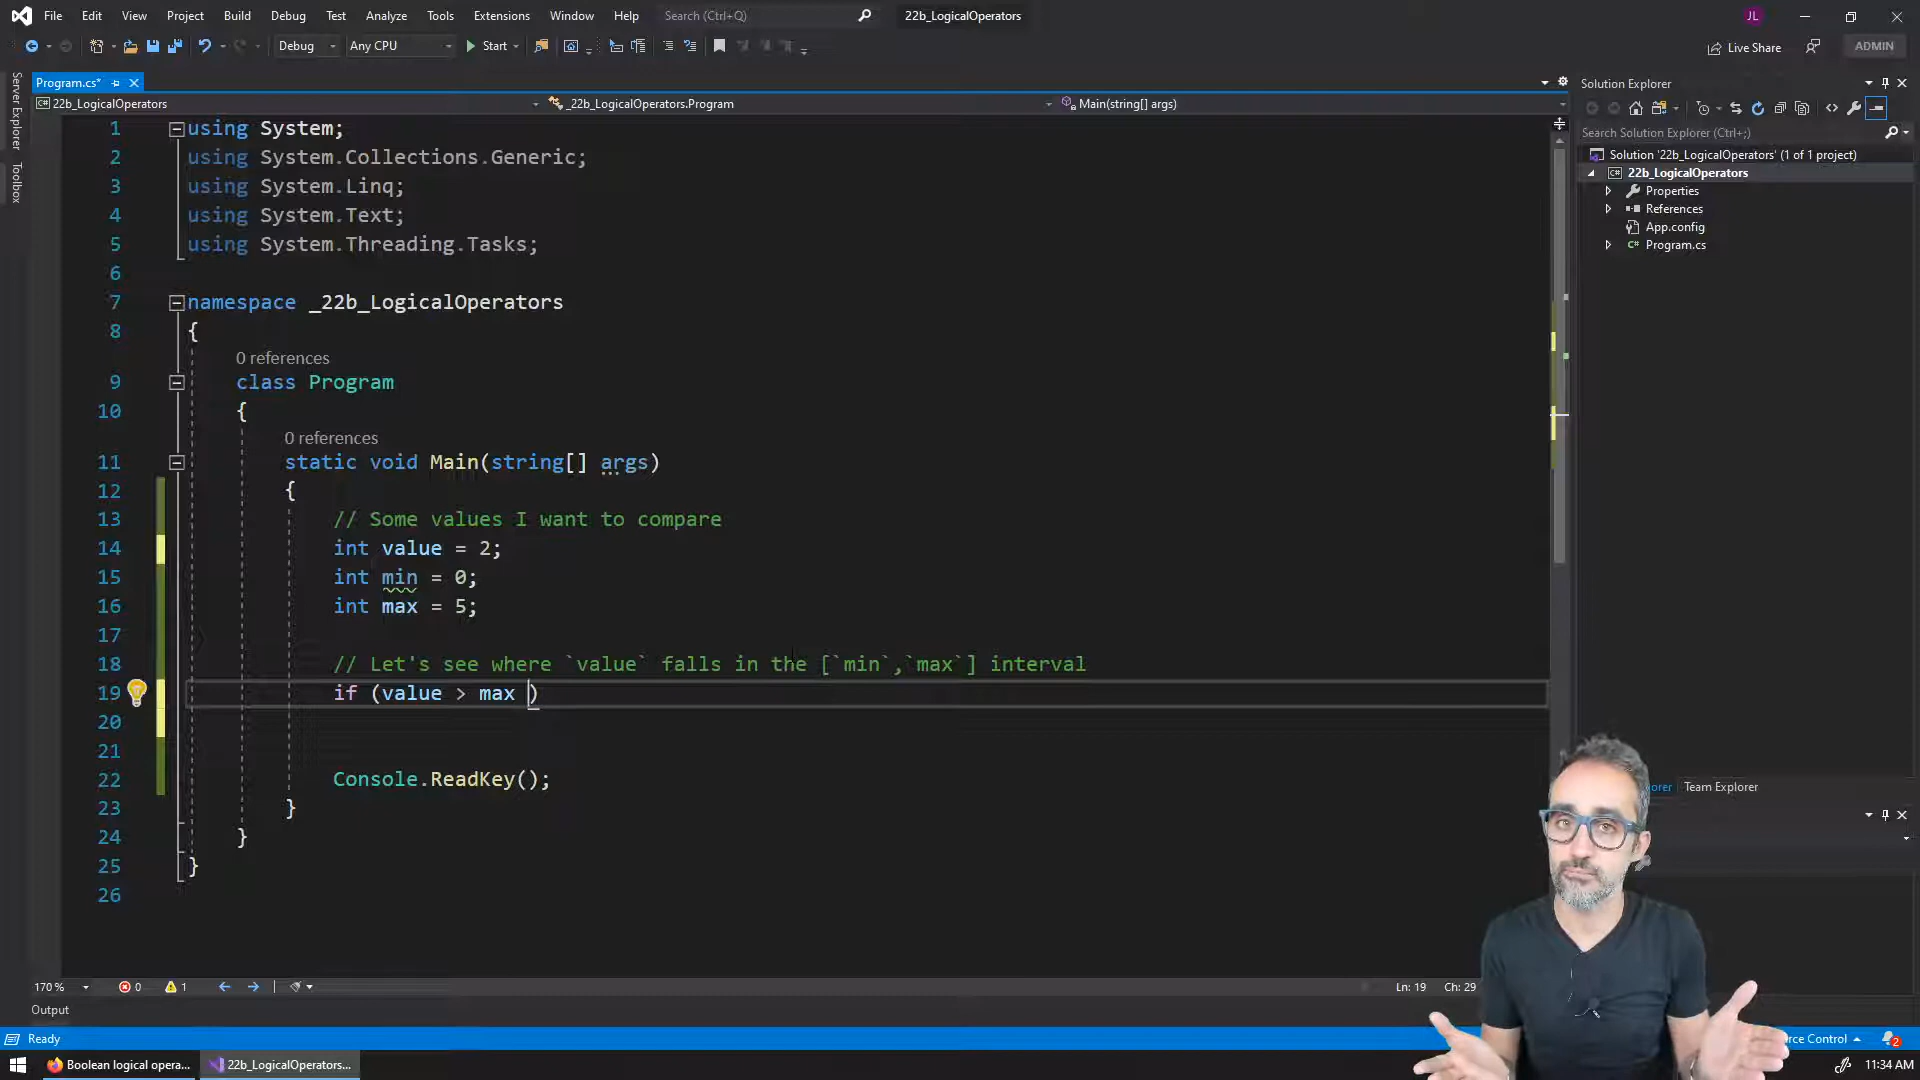 File Edit View Project Build Debug Test Analyze Tools Extensions Window Help Search (Ctrl+Q) 22b_LogicalOperators JL
Debug Any CPU Start Live Share ADMIN
Server Explorer
Toolbox
Program.cs*
22b_LogicalOperators _22b_LogicalOperators.Program Main(string[] args)
1 using System;
2 using System.Collections.Generic;
3 using System.Linq;
4 using System.Text;
5 using System.Threading.Tasks;
6
7 namespace _22b_LogicalOperators
8 {
0 references
9 class Program
10 {
0 references
11 static void Main(string[] args)
12 {
13 // Some values I want to compare
14 int value = 2;
15 int min = 0;
16 int max = 5;
17
18 // Let's see where `value` falls in the [`min`,`max`] interval
19 if (value > max )
20
21
22 Console.ReadKey();
23 }
24 }
25 }
26
170 % 0 1 Ln: 19 Ch: 29
Output
Solution Explorer
Search Solution Explorer (Ctrl+;)
Solution '22b_LogicalOperators' (1 of 1 project)
22b_LogicalOperators
Properties
References
App.config
C# Program.cs
orer Team Explorer
Ready
rce Control 2
Boolean logical opera... 22b_LogicalOperators... 11:34 AM